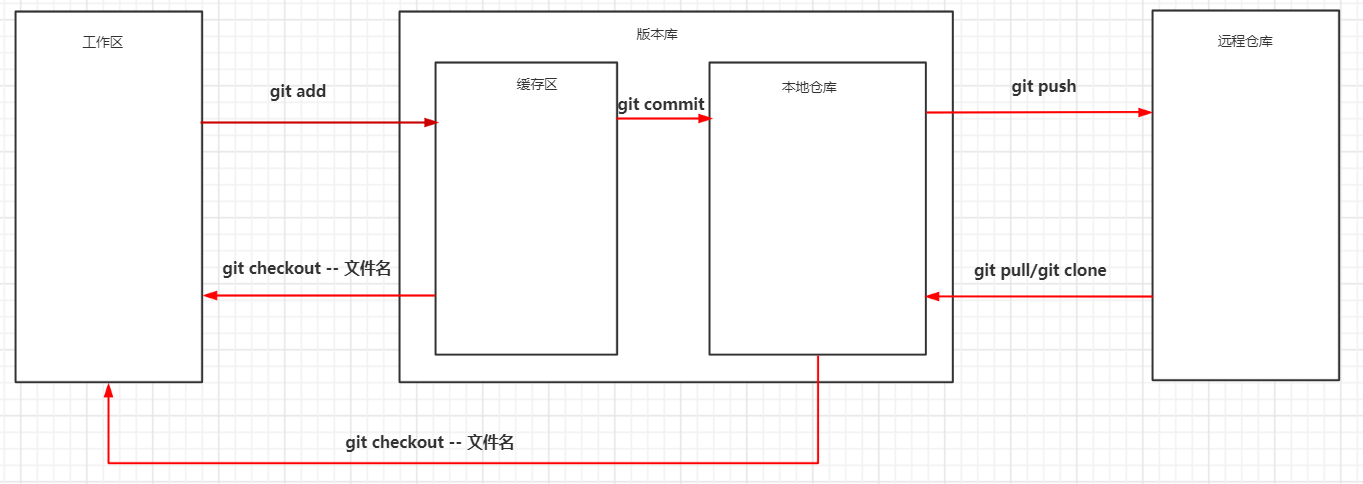 工作区
版本库
远程仓库
缓存区
本地仓库
git add
git commit
git push
git checkout -- 文件名
git pull/git clone
git checkout -- 文件名